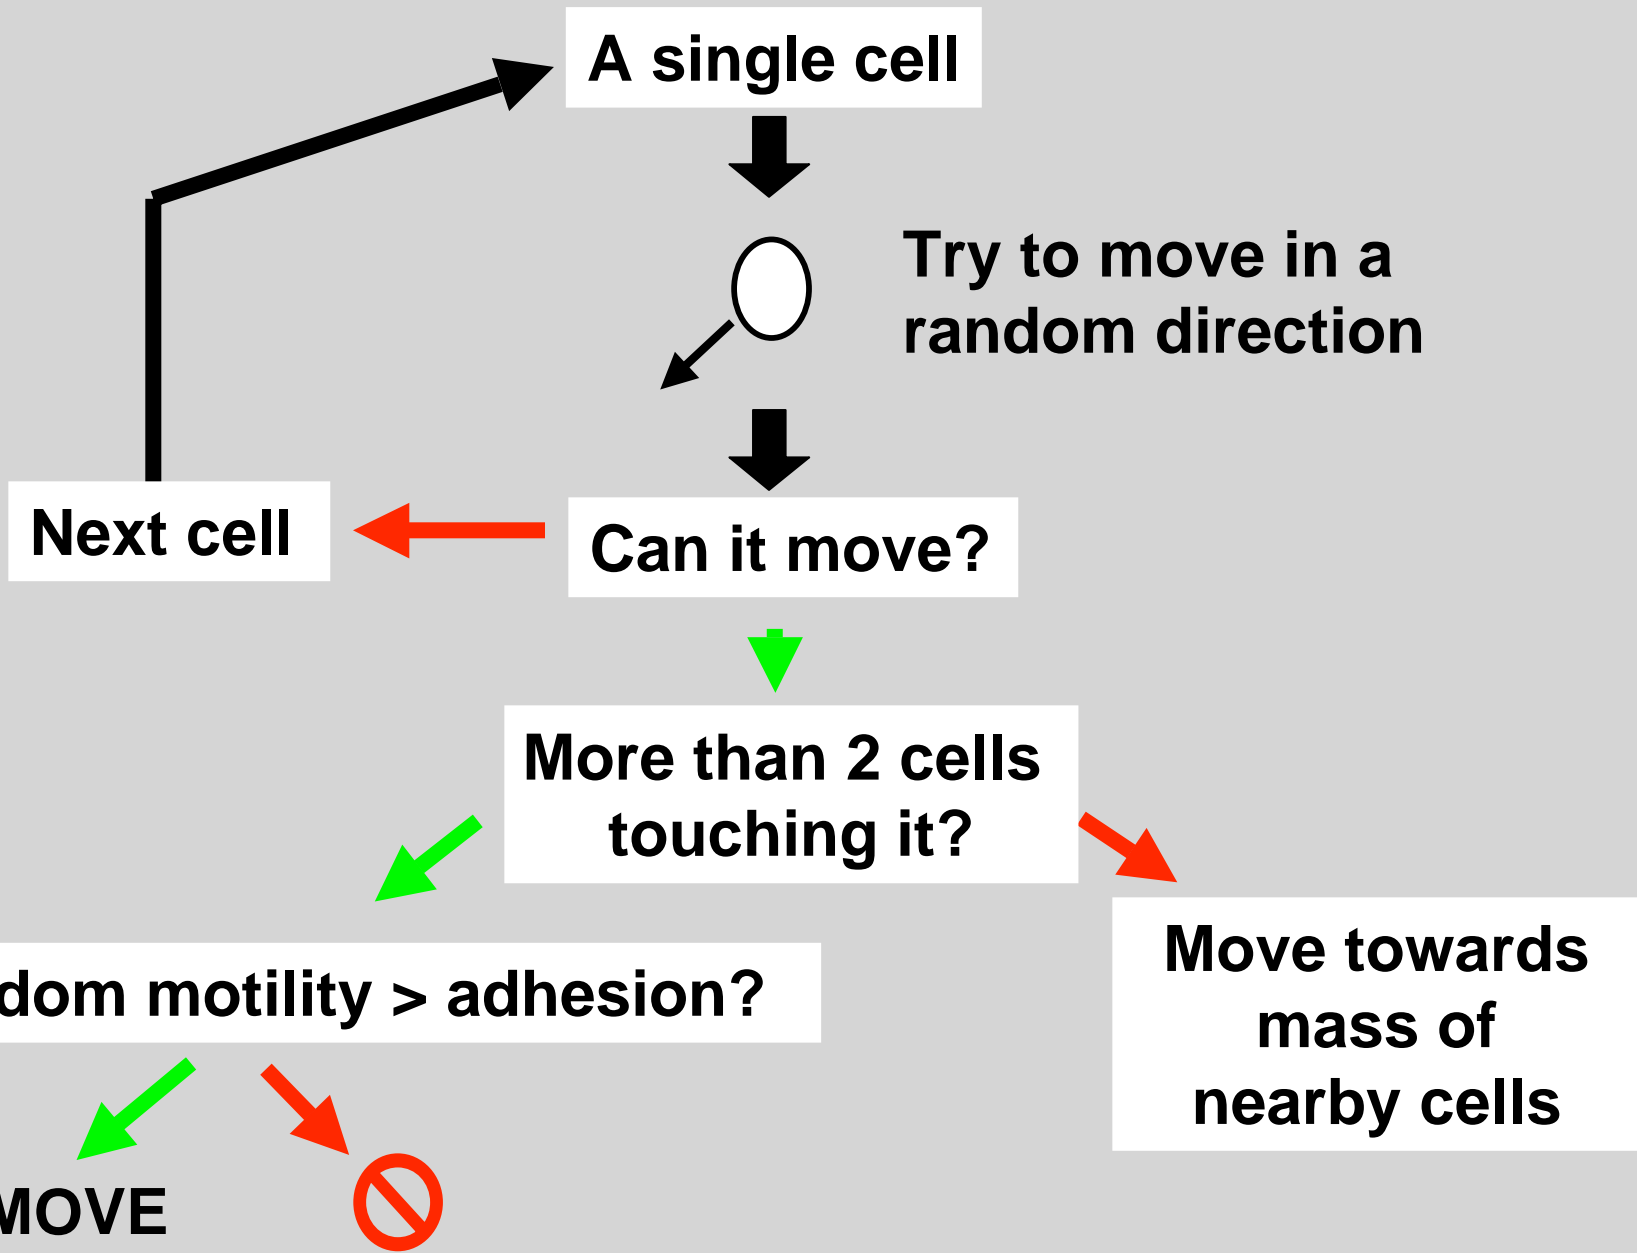 A single cell
Try to move in a
random direction
Next cell
Can it move?
More than 2 cells
touching it?
dom motility > adhesion?
Move towards
mass of
nearby cells
MOVE